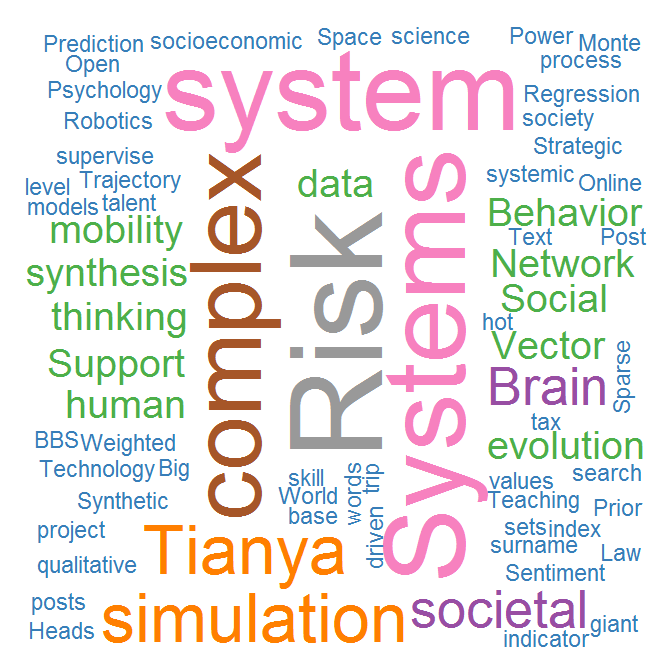 Prediction
socioeconomic
Space
science
Power
Monte
Open
process
system
Psychology
Regression
Robotics
society
Strategic
supervise
complex
data
Systems
systemic
Online
level
Trajectory
models
talent
Behavior
mobility
Risk
Text
Post
synthesis
Network
Social
thinking
hot
Vector
Support
Brain
Sparse
human
tax
BBS
Weighted
evolution
Technology
Big
skill
words
trip
values
search
Synthetic
World
Teaching
Prior
base
driven
project
Tianya
sets
index
surname
Law
qualitative
Sentiment
posts
simulation
societal
giant
Heads
indicator